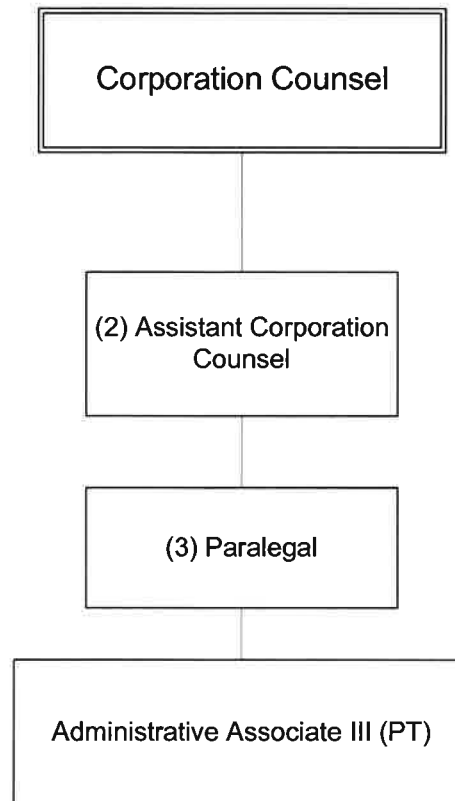 Corporation Counsel
(2) Assistant Corporation
Counsel
(3) Paralegal
Administrative Associate III (PT)